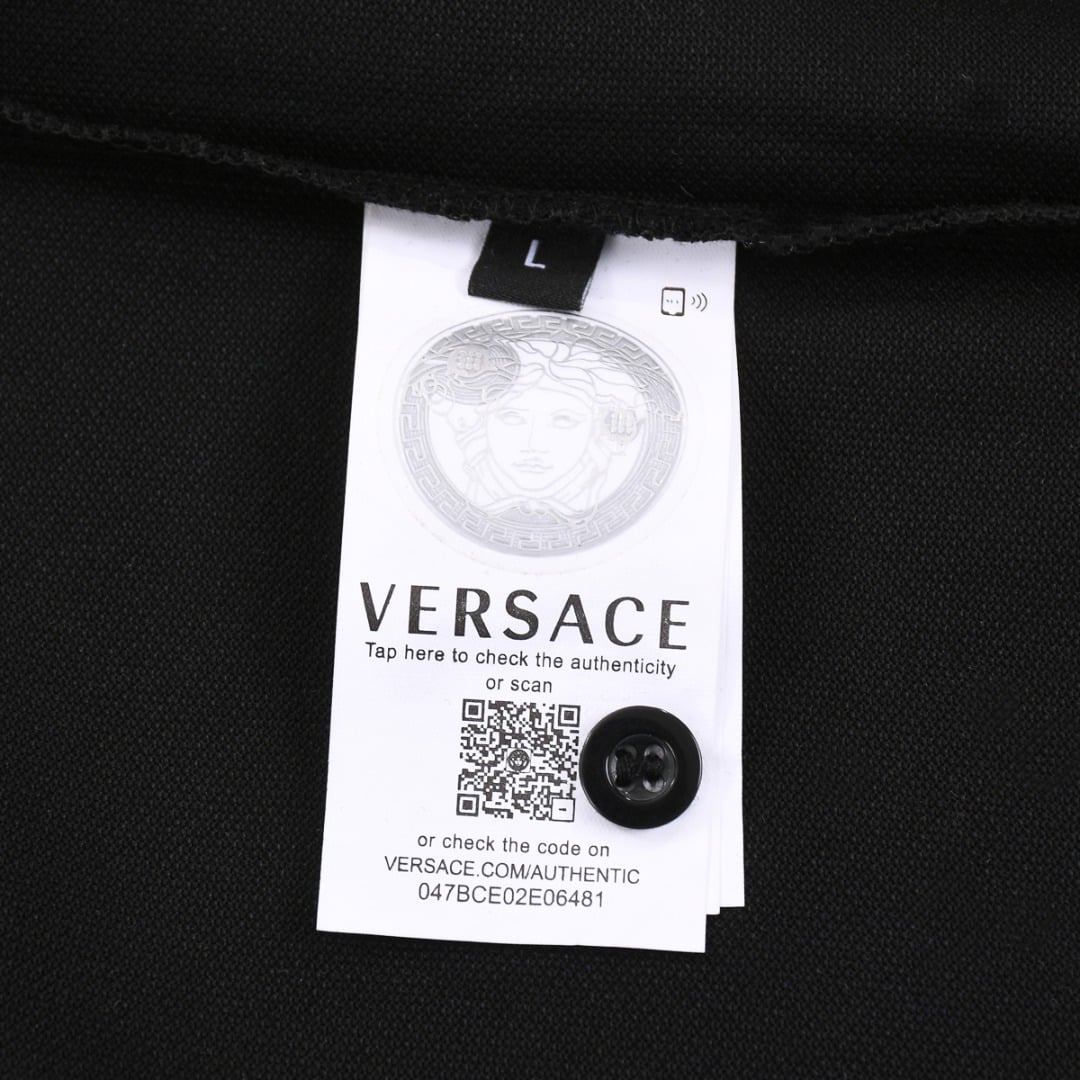 L
VERSACE
Tap here to check the authenticity
or scan
or check the code on
VERSACE.COM/AUTHENTIC
047BCE02E06481